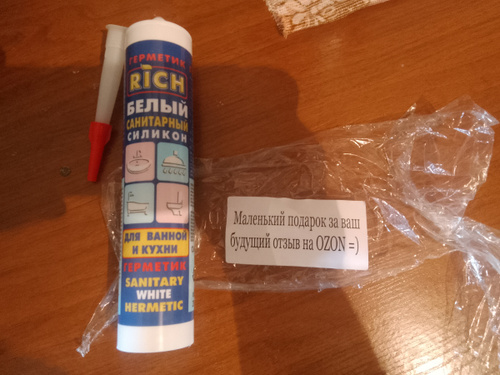 ГЕРМЕТИК
RICH
БЕЛЫЙ
САНИТАРНЫЙ
СИЛИКОН
ДЛЯ ВАННОЙ
И КУХНИ
ГЕРМЕТИК
SANITARY
WHITE
HERMETIC
Маленький подарок за ваш
будущий отзыв на OZON =)